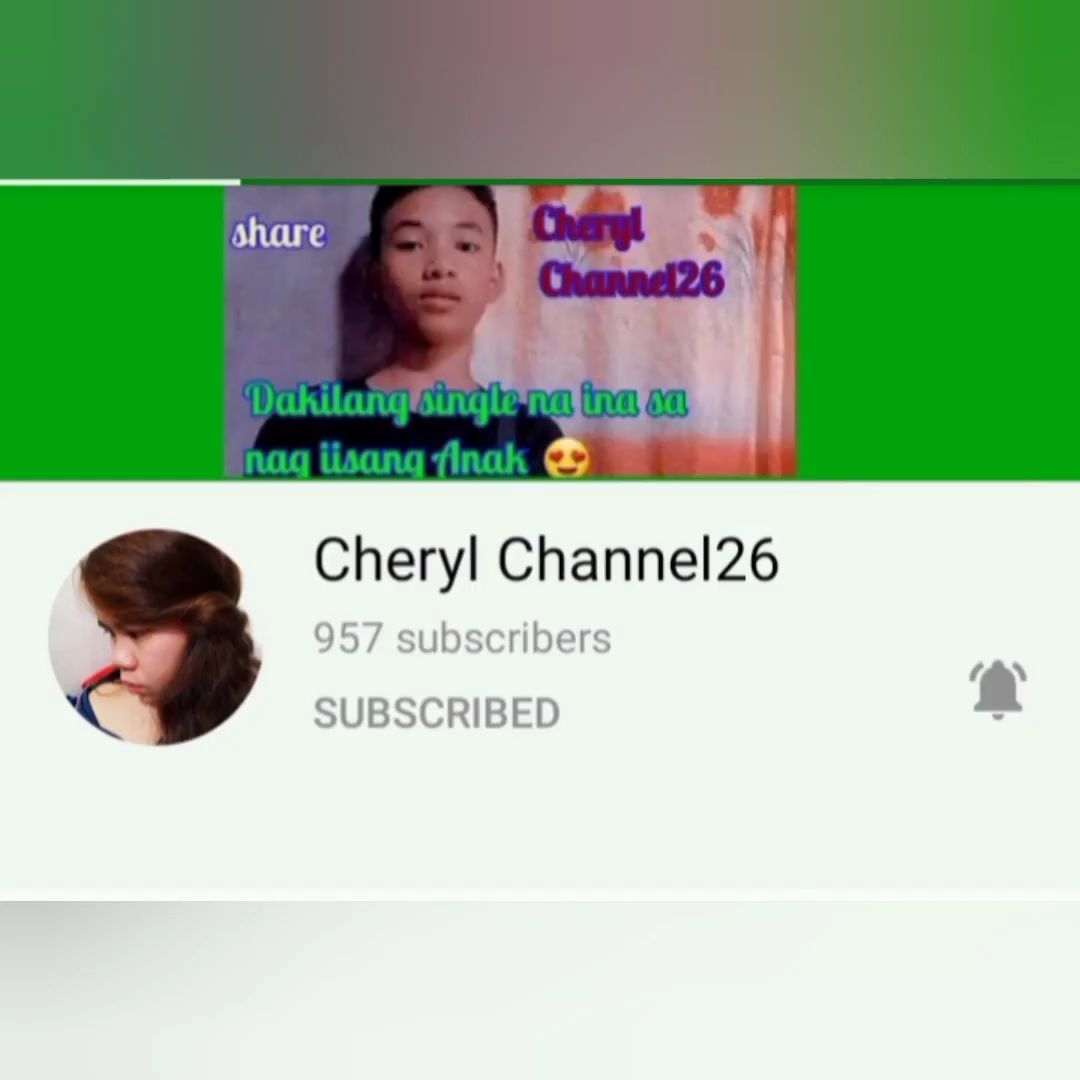 share
Cheryl
Channel26
Dakilang single na ina sa
nag iisang Anak 😍
Cheryl Channel26
957 subscribers
SUBSCRIBED